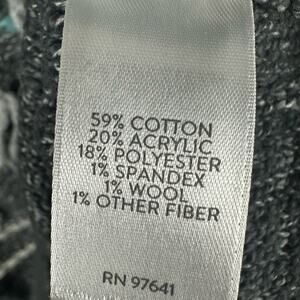 59% COTTON
20% ACRYLIC
18% POLYESTER
1% SPANDEX
1% WOOL
1% OTHER FIBER
RN 97641